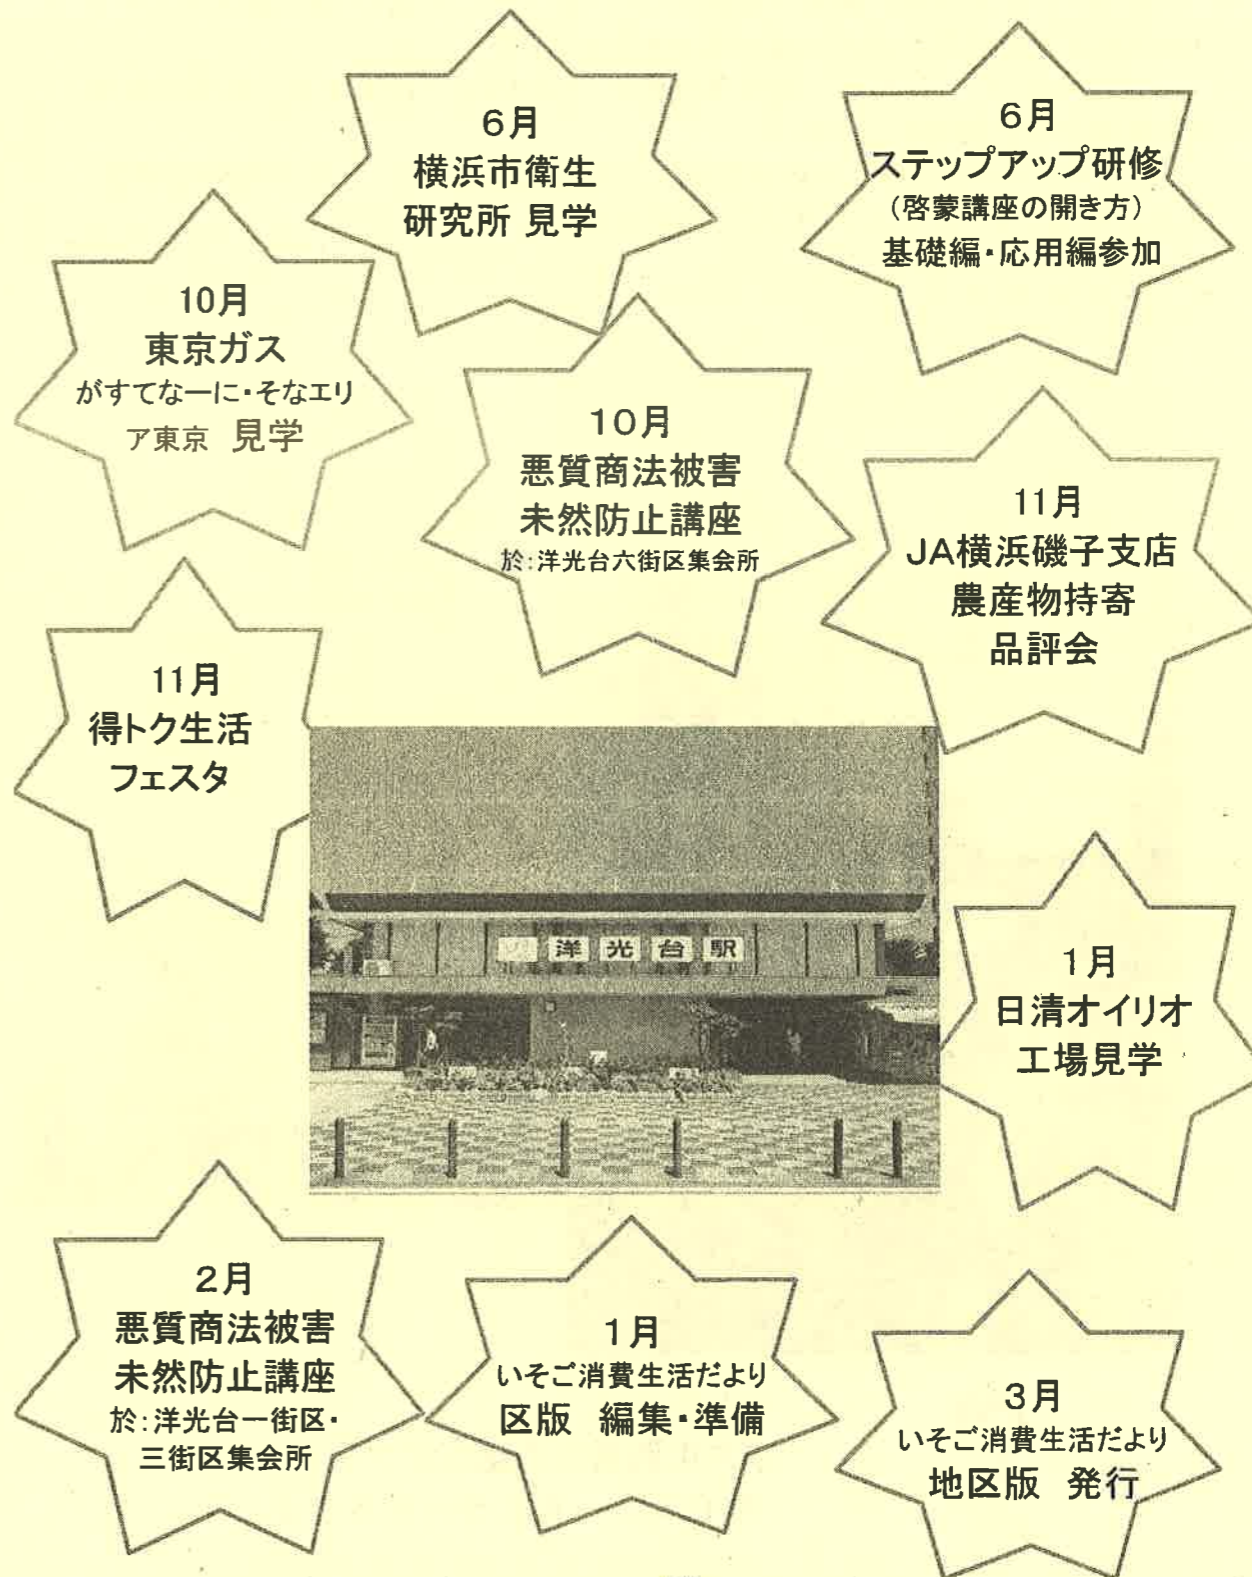 6月
横浜市衛生
研究所 見学
6月
ステップアップ研修
(啓蒙講座の開き方)
基礎編・応用編参加
10月
東京ガス
がすてなーに・そなエリ
ア東京 見学
10月
悪質商法被害
未然防止講座
於:洋光台六街区集会所
11月
JA横浜磯子支店
農産物持寄
品評会
11月
得トク生活
フェスタ
洋光台駅
1月
日清オイリオ
工場見学
2月
悪質商法被害
未然防止講座
於:洋光台一街区・
三街区集会所
1月
いそご消費生活だより
区版 編集・準備
3月
いそご消費生活だより
地区版 発行